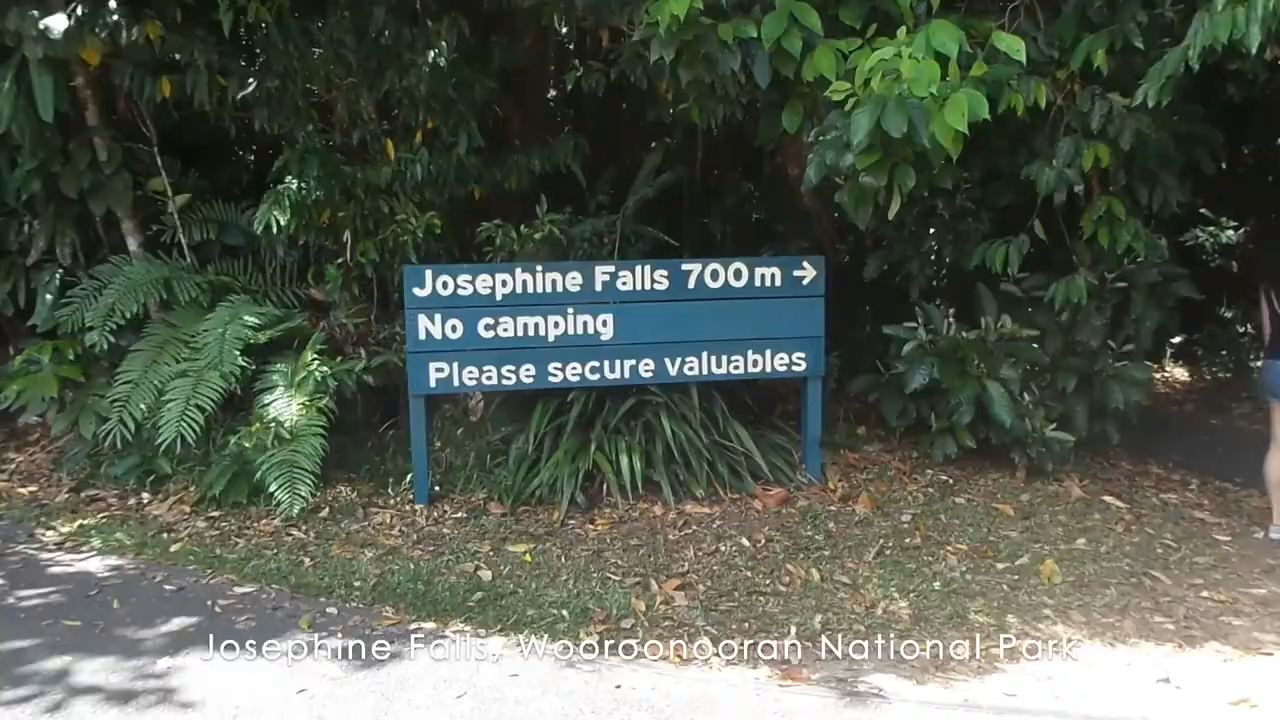 Josephine Falls 700m →
No camping
Please secure valuables
Josephine Falls, Wooroonooran National Park